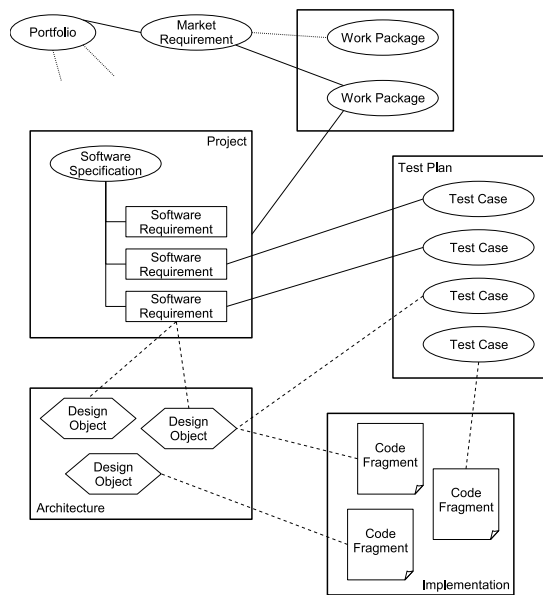 Portfolio
Market
Requirement
Work Package
Work Package
Project
Software
Specification
Software
Requirement
Software
Requirement
Software
Requirement
Test Plan
Test Case
Test Case
Test Case
Test Case
Design
Object
Design
Object
Design
Object
Architecture
Code
Fragment
Code
Fragment
Code
Fragment
Implementation